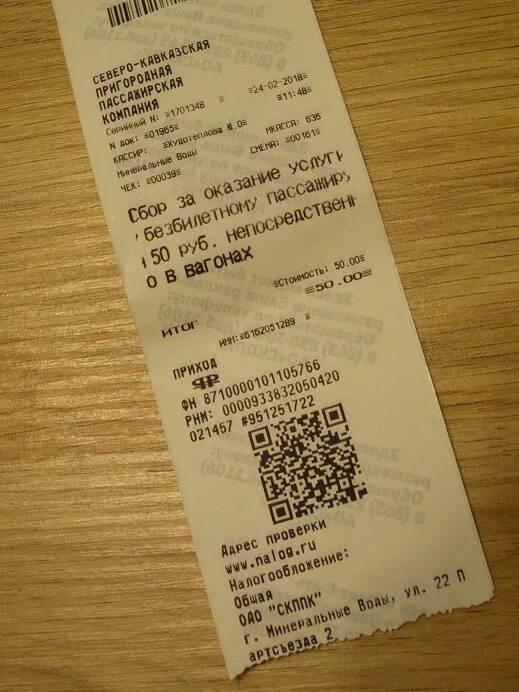 СЕВЕРО-КАВКАЗСКАЯ
ПРИГОРОДНАЯ
ПАССАЖИРСКАЯ
КОМПАНИЯ
Серийный N: ≡1701348 ≡ ≡24-02-2018≡
N док: ≡01965≡ ≡11:48≡
КАССИР: ≡Худотеплова Ю.О≡ МКАССА: 636
Минеральные Воды СМЕНА: ≡00161≡
ЧЕК: ≡00039≡
Сбор за оказание услуги
безбилетному пассажиру
50 руб. непосредствен
о в вагонах
≡Стоимость: 50.00≡
ИТОГ ≡50.00≡
ИНН:≡6162051289 ≡
ПРИХОД
ФН 8710000101105766
РНМ: 0000933832050420
021457 #951251722
Адрес проверки
www.nalog.ru
Налогообложение:
Общая
ОАО "СКППК"
г. Минеральные Воды, ул. 22 П
артсъезда 2